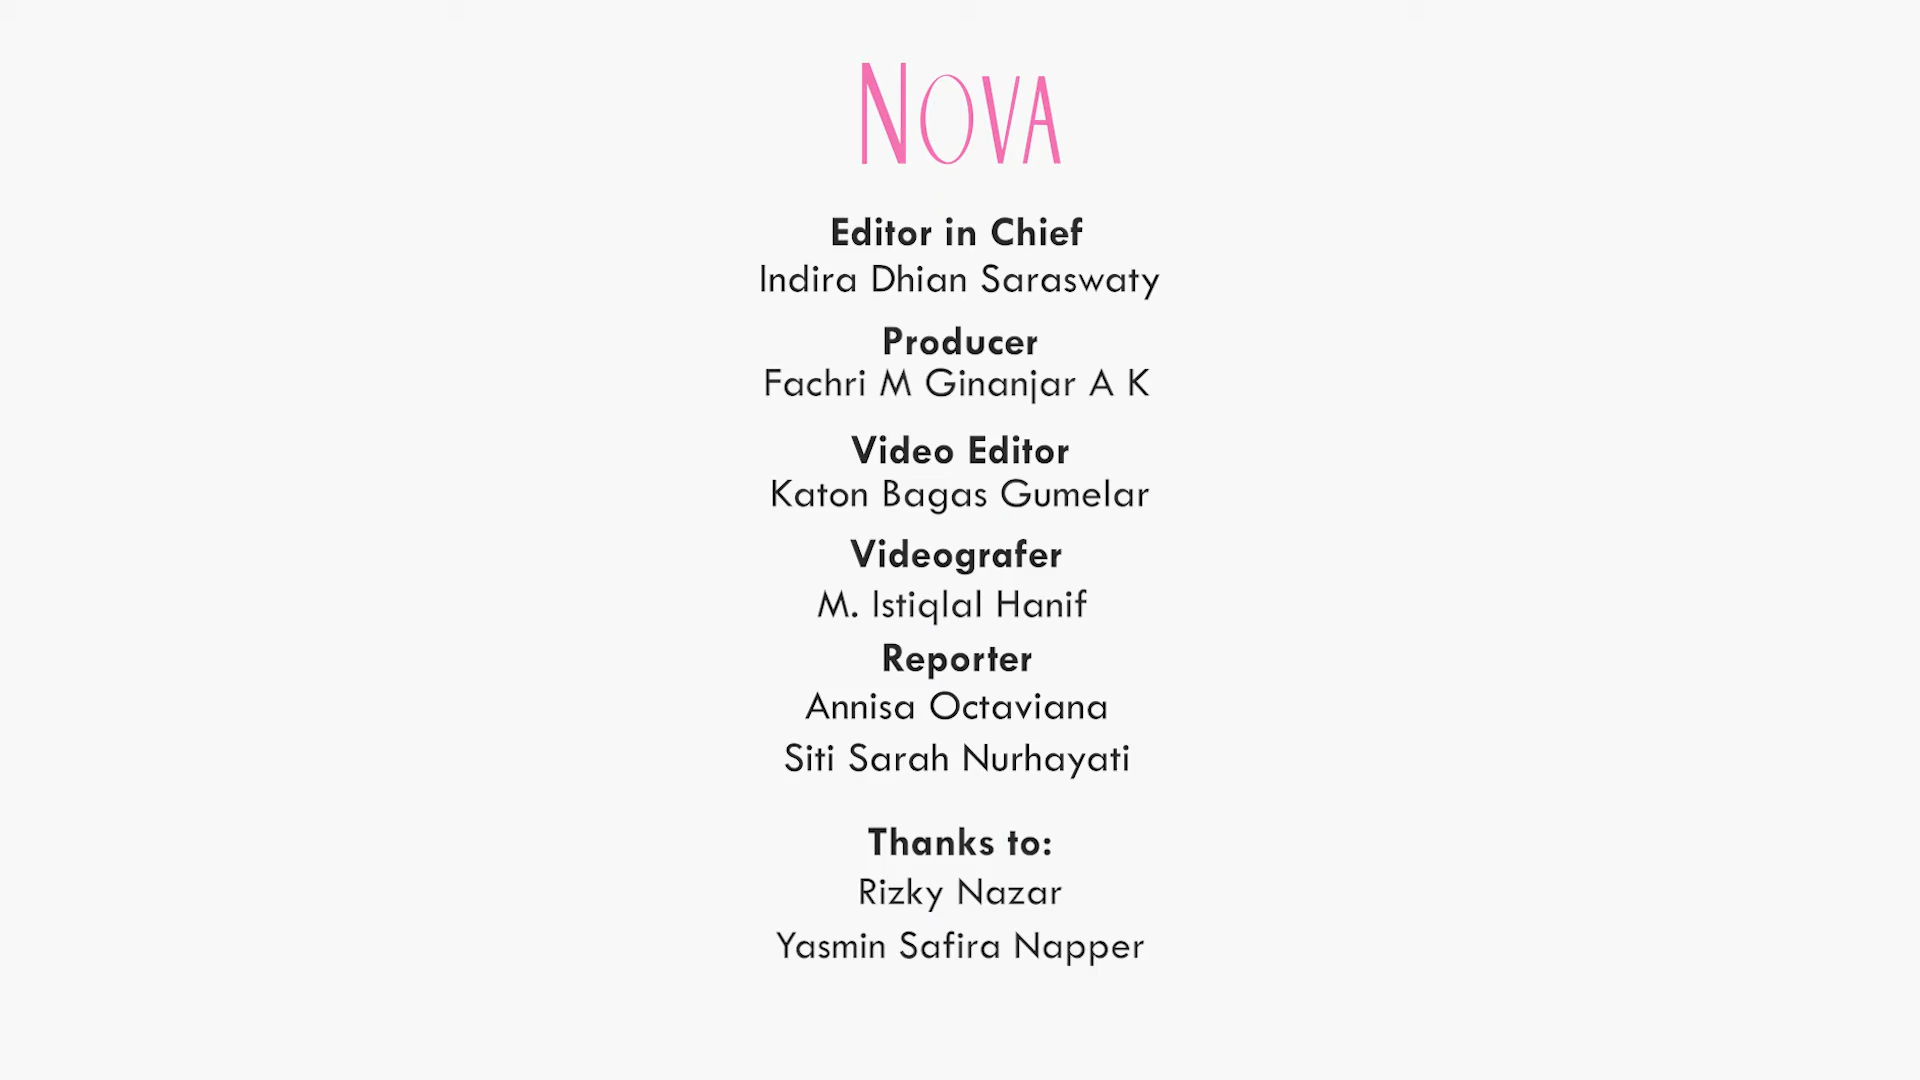 NOVA
Editor in Chief
Indira Dhian Saraswaty
Producer
Fachri M Ginanjar A K
Video Editor
Katon Bagas Gumelar
Videografer
M. Istiqlal Hanif
Reporter
Annisa Octaviana
Siti Sarah Nurhayati
Thanks to:
Rizky Nazar
Yasmin Safira Napper